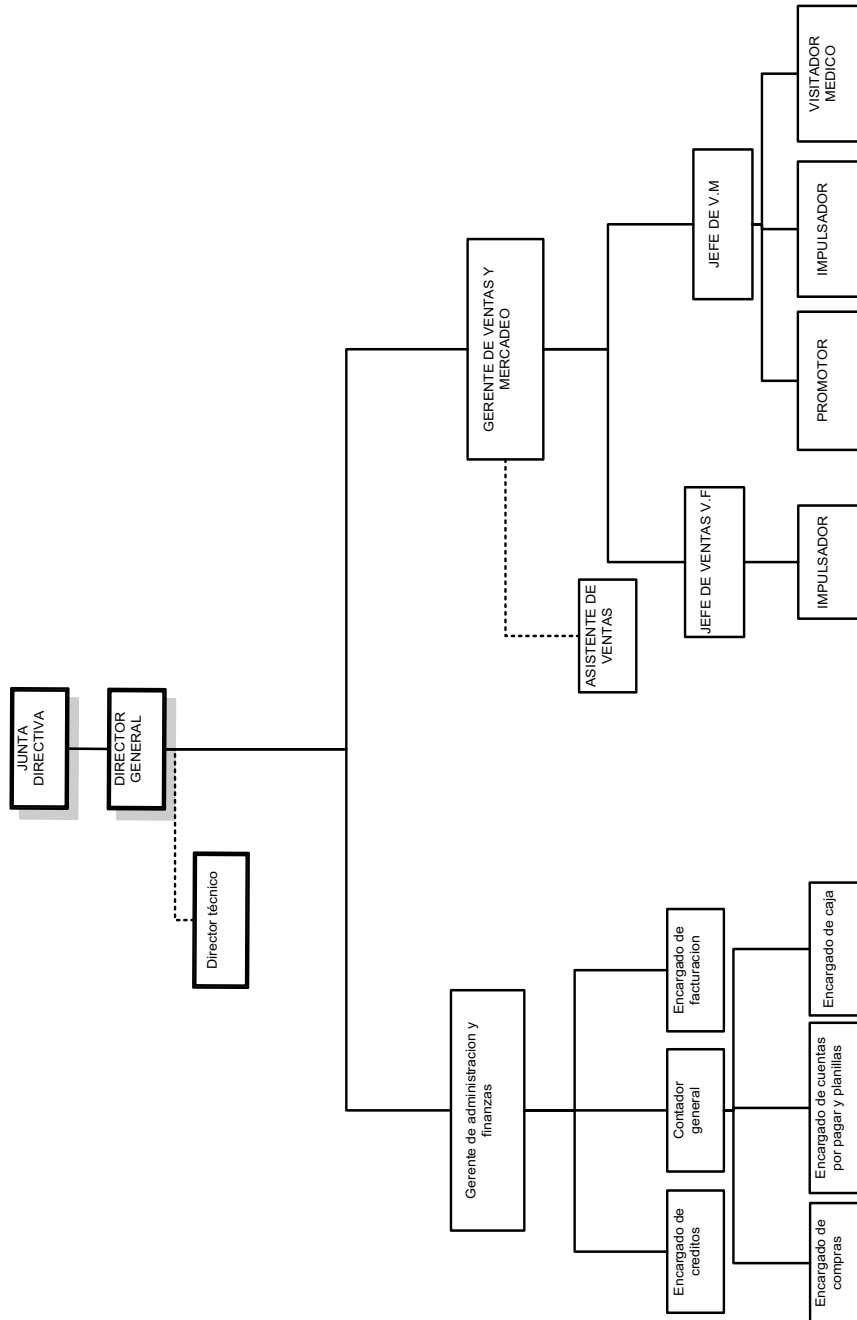 JUNTA
DIRECTIVA
DIRECTOR
GENERAL
Director técnico
Gerente de administracion y
finanzas
GERENTE DE VENTAS Y
MERCADEO
ASISTENTE DE
VENTAS
Encargado de
creditos
Contador
general
Encargado de
facturacion
JEFE DE VENTAS V.F
JEFE DE V.M
Encargado de
compras
Encargado de cuentas
por pagar y planillas
Encargado de caja
IMPULSADOR
PROMOTOR
IMPULSADOR
VISITADOR
MEDICO